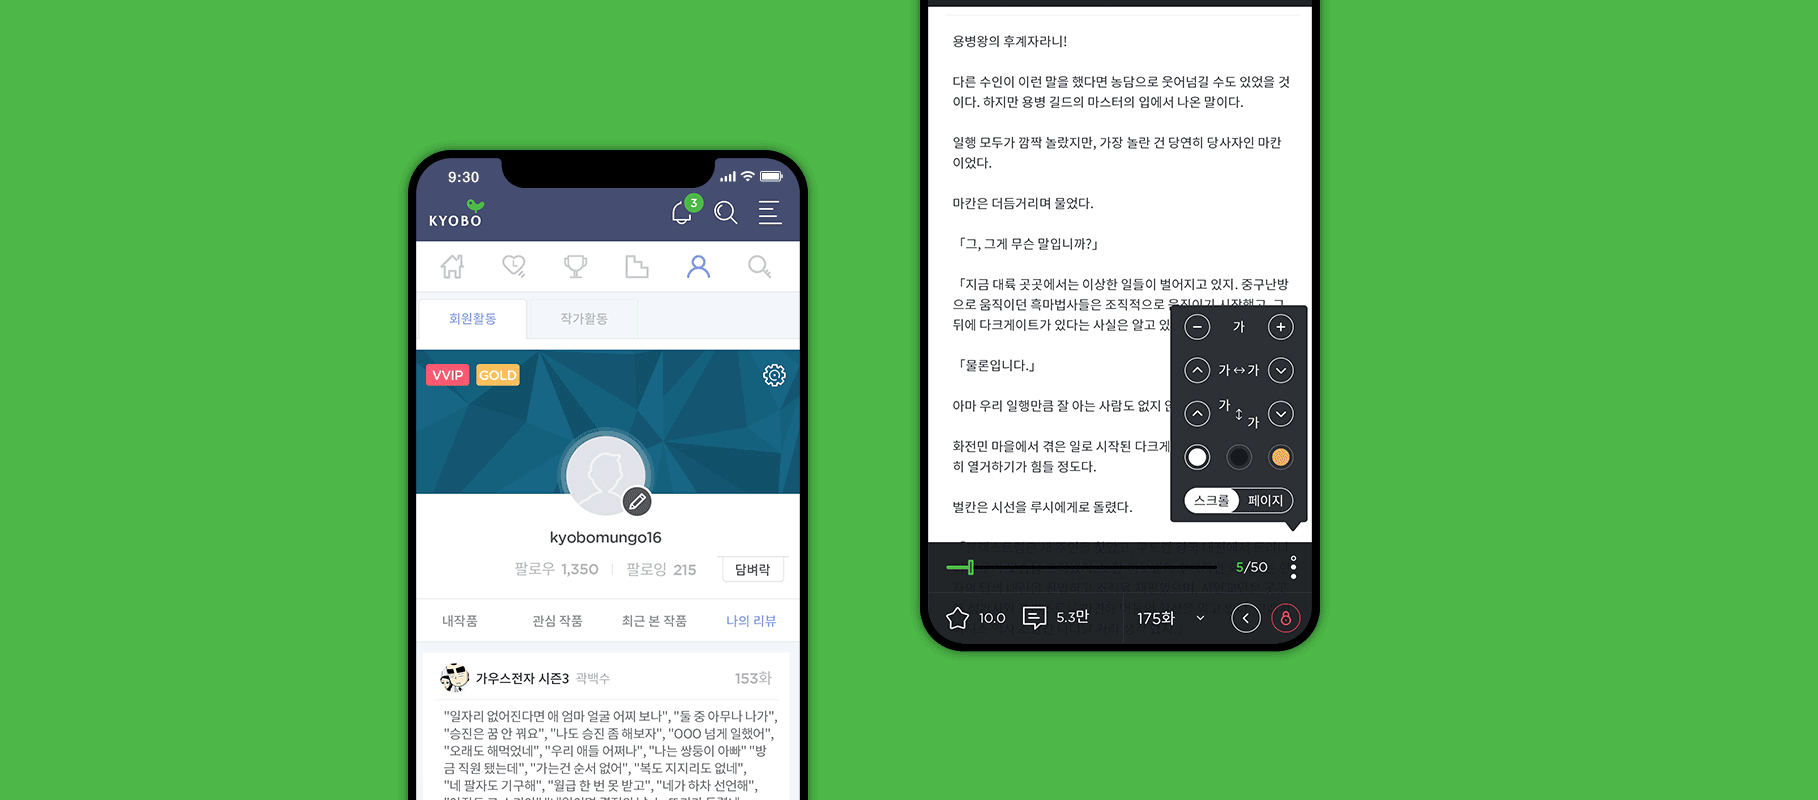 9:30
KYOBO
3
회원활동
작가활동
VVIP
GOLD
kyobomungo16
팔로우 1,350
팔로잉 215
담벼락
내작품
관심 작품
최근 본 작품
나의 리뷰
가우스전자 시즌3 곽백수
153화
"일자리 없어진다면 애 엄마 얼굴 어찌 보나", "둘 중 아무나 나가",
"승진은 꿈 안 꿔요", "나도 승진 좀 해보자", "OOO 넘게 일했어",
"오래도 해먹었네", "우리 애들 어쩌나", "나는 쌍둥이 아빠" "방
금 직원 됐는데", "가는건 순서 없어", "복도 지지리도 없네",
"네 팔자도 기구해", "월급 한 번 못 받고", "네가 하차 선언해",
용병왕의 후계자라니!
다른 수인이 이런 말을 했다면 농담으로 웃어넘길 수도 있었을 것
이다. 하지만 용병 길드의 마스터의 입에서 나온 말이다.
일행 모두가 깜짝 놀랐지만, 가장 놀란 건 당연히 당사자인 마칸
이었다.
마칸은 더듬거리며 물었다.
「그, 그게 무슨 말입니까?」
「지금 대륙 곳곳에서는 이상한 일들이 벌어지고 있지. 중구난방
으로 움직이던 흑마법사들은 조직적으로 움직이기 시작했고, 그
뒤에 다크게이트가 있다는 사실은 알고 있
「물론입니다.」
아마 우리 일행만큼 잘 아는 사람도 없지
화전민 마을에서 겪은 일로 시작된 다크게
히 열거하기가 힘들 정도다.
벌칸은 시선을 루시에게로 돌렸다.
가
가 가
가
가
스크롤
페이지
5/50
10.0
5.3만
175화